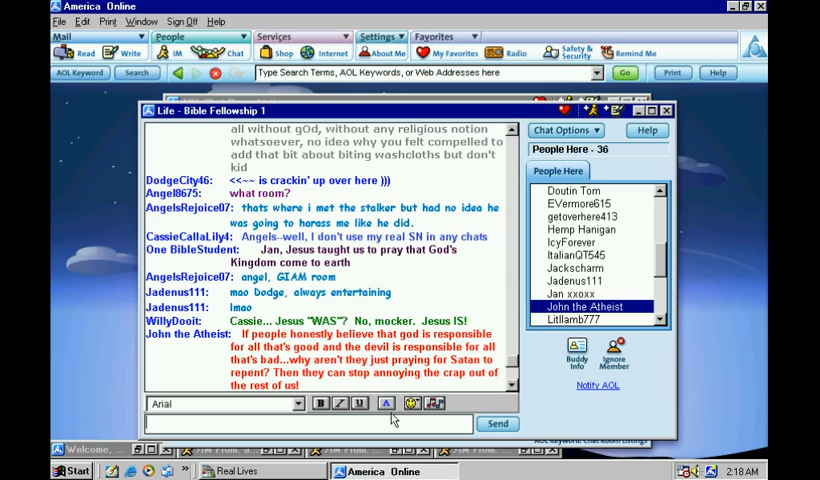 America Online
File Edit Print Window Sign Off Help
Mail People Services Settings Favorites
Read Write IM Chat Shop Internet About Me My Favorites Radio Safety & Security Remind Me
AOL Keyword Search Type Search Terms, AOL Keywords, or Web Addresses here Go Print Help
Life - Bible Fellowship 1
all without gOd, without any religious notion
whatsoever, no idea why you felt compelled to
add that bit about biting washcloths but don't
kid
DodgeCity46: <<~~ is crackin' up over here )))
Angel8675: what room?
AngelsRejoice07: thats where i met the stalker but had no idea he
was going to harass me like he did.
CassieCallaLily4: Angels--well, I don't use my real SN in any chats
One BibleStudent: Jan, Jesus taught us to pray that God's
Kingdom come to earth
AngelsRejoice07: angel, GIAM room
Jadenus111: mao Dodge, always entertaining
Jadenus111: lmao
WillyDooit: Cassie... Jesus "WAS"? No, mocker. Jesus IS!
John the Atheist: If people honestly believe that god is responsible
for all that's good and the devil is responsible for
all that's bad...why aren't they just praying for Satan to
repent? Then they can stop annoying the crap out of
the rest of us!
Arial B I U A
Send
Chat Options Help
People Here - 36
People Here
Doutin Tom
EVermore615
getoverhere413
Hemp Hanigan
IcyForever
ItalianQT545
Jackscharm
Jadenus111
Jan xxoxx
John the Atheist
Litllamb777
Buddy Info
Ignore Member
Notify AOL
Welcome,
Start Real Lives America Online 2:18 AM